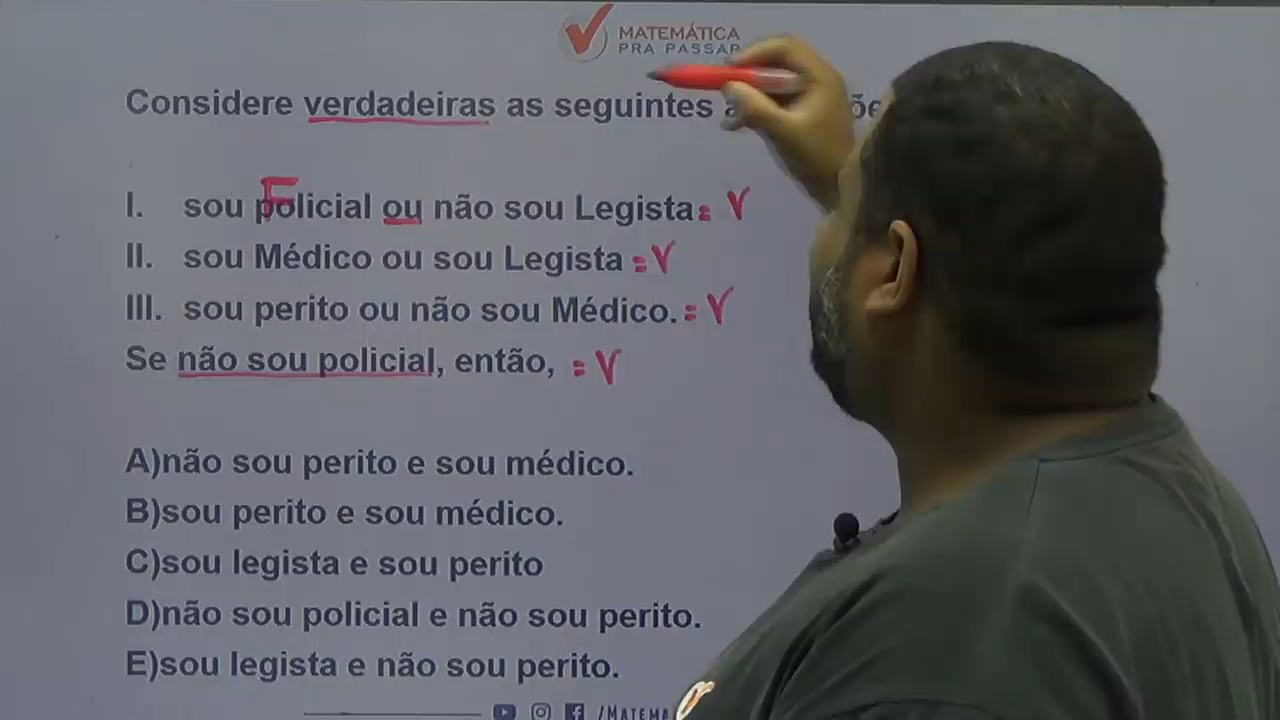 MATEMÁTICA
PRA PASSAR
Considere verdadeiras as seguintes
I. sou policial ou não sou Legista = V
F
II. sou Médico ou sou Legista = V
III. sou perito ou não sou Médico. = V
Se não sou policial, então, = V
A)não sou perito e sou médico.
B)sou perito e sou médico.
C)sou legista e sou perito
D)não sou policial e não sou perito.
E)sou legista e não sou perito.